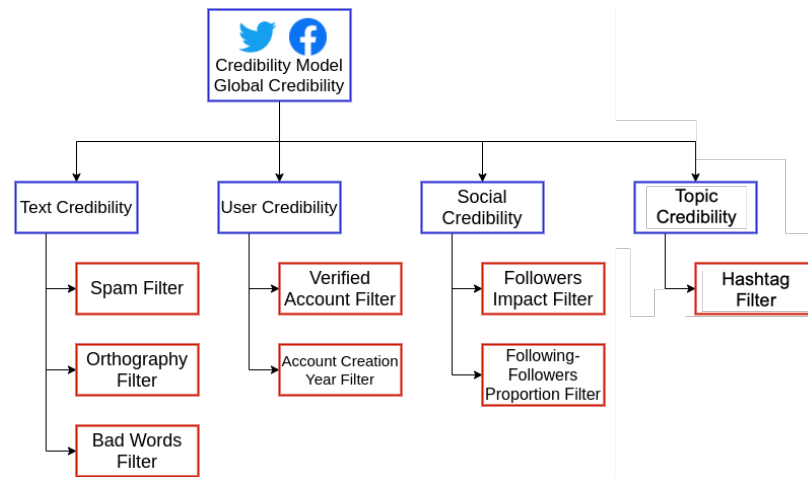 Credibility Model
Global Credibility
Text Credibility
User Credibility
Social
Credibility
Topic
Credibility
Spam Filter
Verified
Account Filter
Followers
Impact Filter
Hashtag
Filter
Orthography
Filter
Account Creation
Year Filter
Following-
Followers
Proportion Filter
Bad Words
Filter